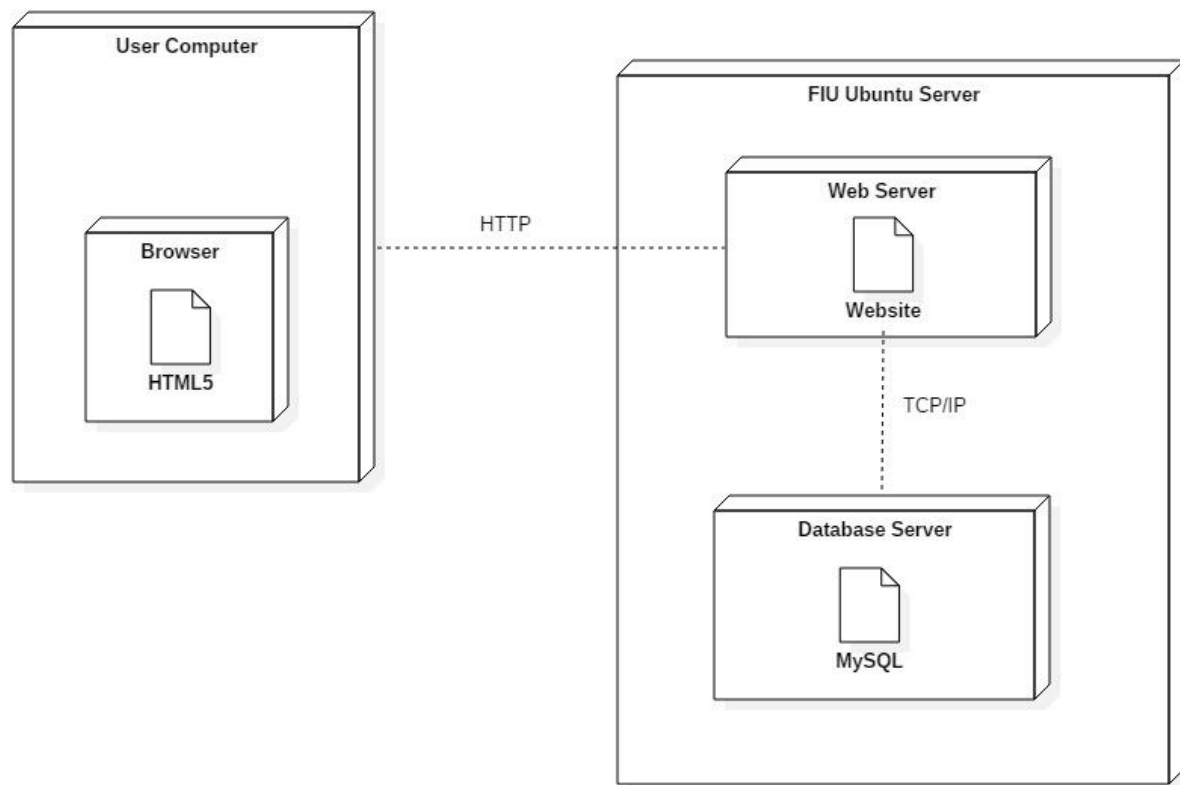 User Computer
Browser
HTML5
HTTP
FIU Ubuntu Server
Web Server
Website
TCP/IP
Database Server
MySQL